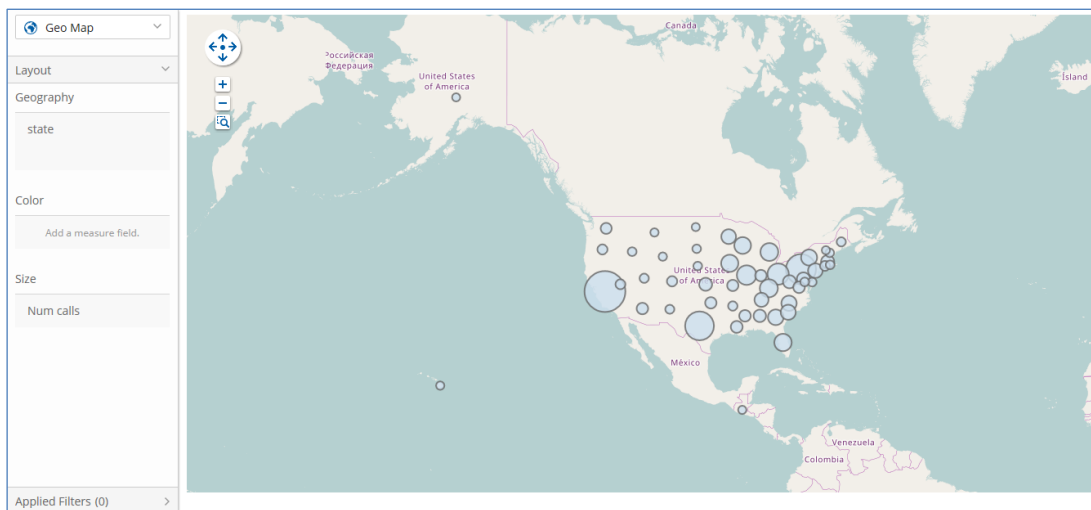 Geo Map
Layout
Geography
state
Color
Add a measure field.
Size
Num calls
Applied Filters (0)
Canada
Российская
Федерация
United States
of America
Ísland
United States
of America
México
Venezuela
Colombia